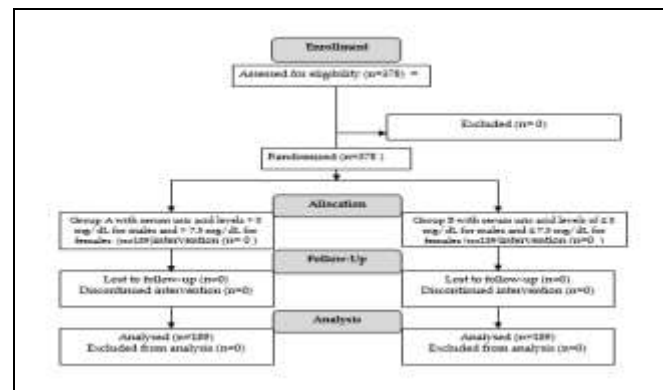 Enrollment
Assessed for eligibility (n=378) =
Excluded (n= 0)
Randomized (n=378 )
Allocation
Group A with serum uric acid levels > 8
mg/dL for males and > 7.5 mg/dL for
females (n=189)intervention (n= 0 )
Group B with serum uric acid levels of ≤ 8
mg/dL for males and ≤ 7.5 mg/dL for
females (n=189)intervention (n=0 )
Follow-Up
Lost to follow-up (n=0)
Discontinued intervention (n=0)
Lost to follow-up (n=0)
Discontinued intervention (n=0)
Analysis
Analysed (n=189)
Excluded from analysis (n=0)
Analysed (n=189)
Excluded from analysis (n=0)